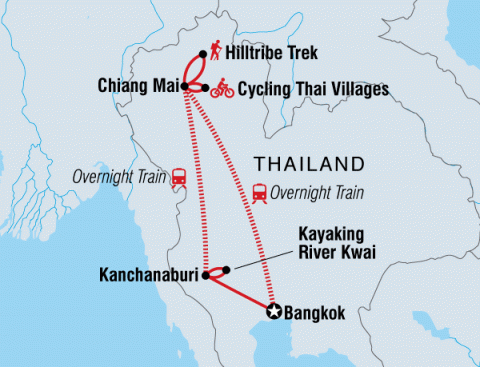 Hilltribe Trek
Chiang Mai
Cycling Thai Villages
THAILAND
Overnight Train
Overnight Train
Kayaking
River Kwai
Kanchanaburi
Bangkok